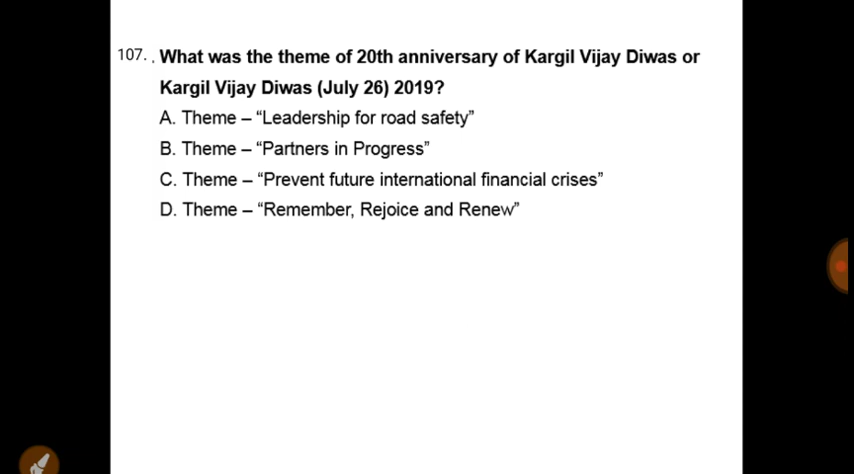 107. . What was the theme of 20th anniversary of Kargil Vijay Diwas or
Kargil Vijay Diwas (July 26) 2019?
A. Theme – “Leadership for road safety”
B. Theme – “Partners in Progress”
C. Theme – “Prevent future international financial crises”
D. Theme – “Remember, Rejoice and Renew”